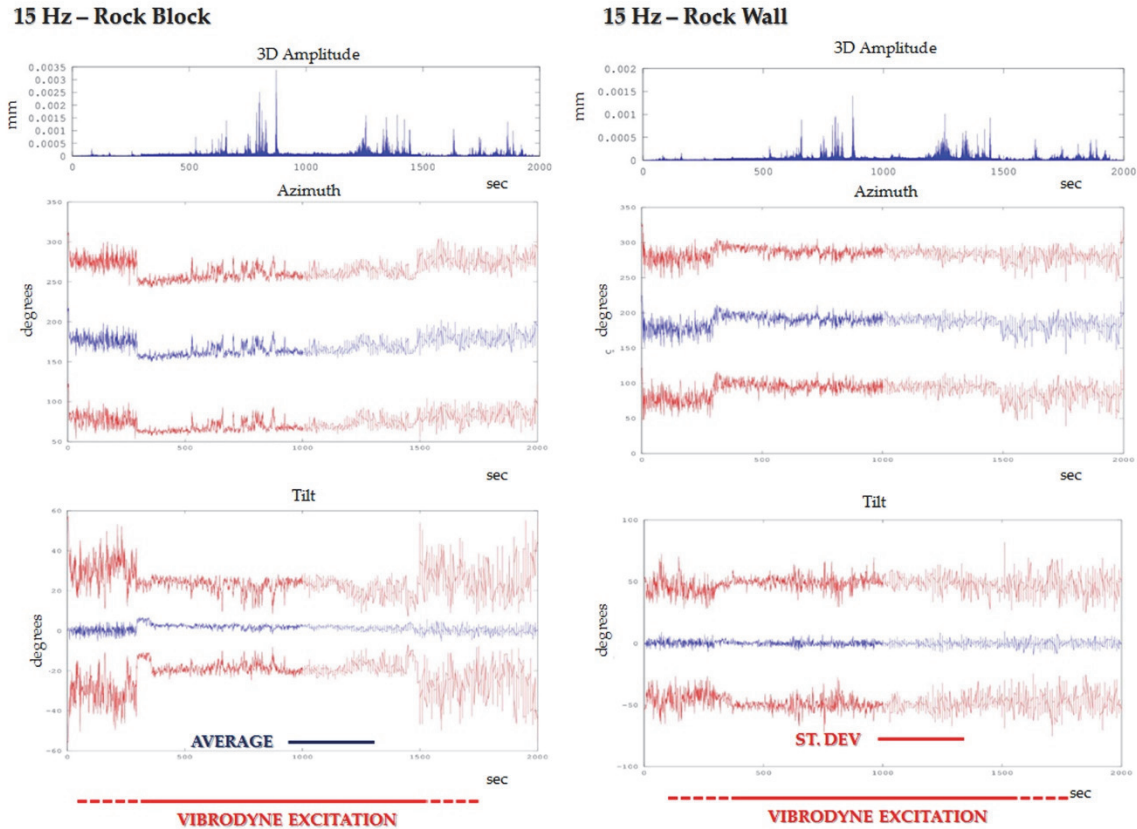 15 Hz – Rock Block
3D Amplitude
mm
0.0035
0.003
0.0025
0.002
0.0015
0.001
0.0005
0
0 500 1000 1500 2000
sec
Azimuth
degrees
350
300
250
200
150
100
50
0 500 1000 1500 2000
sec
Tilt
degrees
60
40
20
0
-20
-40
-60
0 500 1000 1500 2000
AVERAGE
sec
VIBRODYNE EXCITATION
15 Hz – Rock Wall
3D Amplitude
mm
0.002
0.0015
0.001
0.0005
0
0 500 1000 1500 2000
sec
Azimuth
degrees
ç
350
300
250
200
150
100
50
0
0 500 1000 1500 2000
sec
Tilt
degrees
100
50
0
-50
-100
0 500 1000 1500 2000
ST. DEV
sec
VIBRODYNE EXCITATION